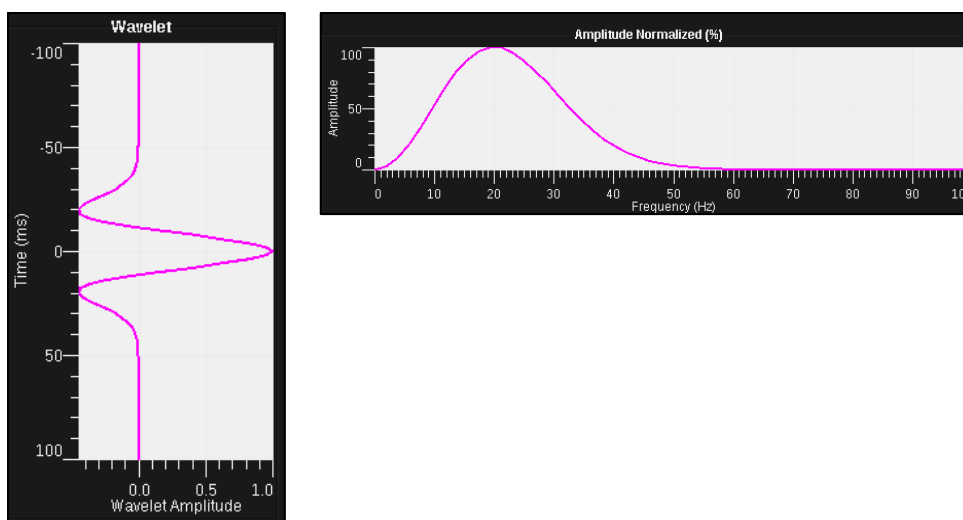 Wavelet
-100
-50
0
50
100
Time (ms)
0.0 0.5 1.0
Wavelet Amplitude
Amplitude Normalized (%)
100
50
0
Amplitude
0 10 20 30 40 50 60 70 80 90 10
Frequency (Hz)